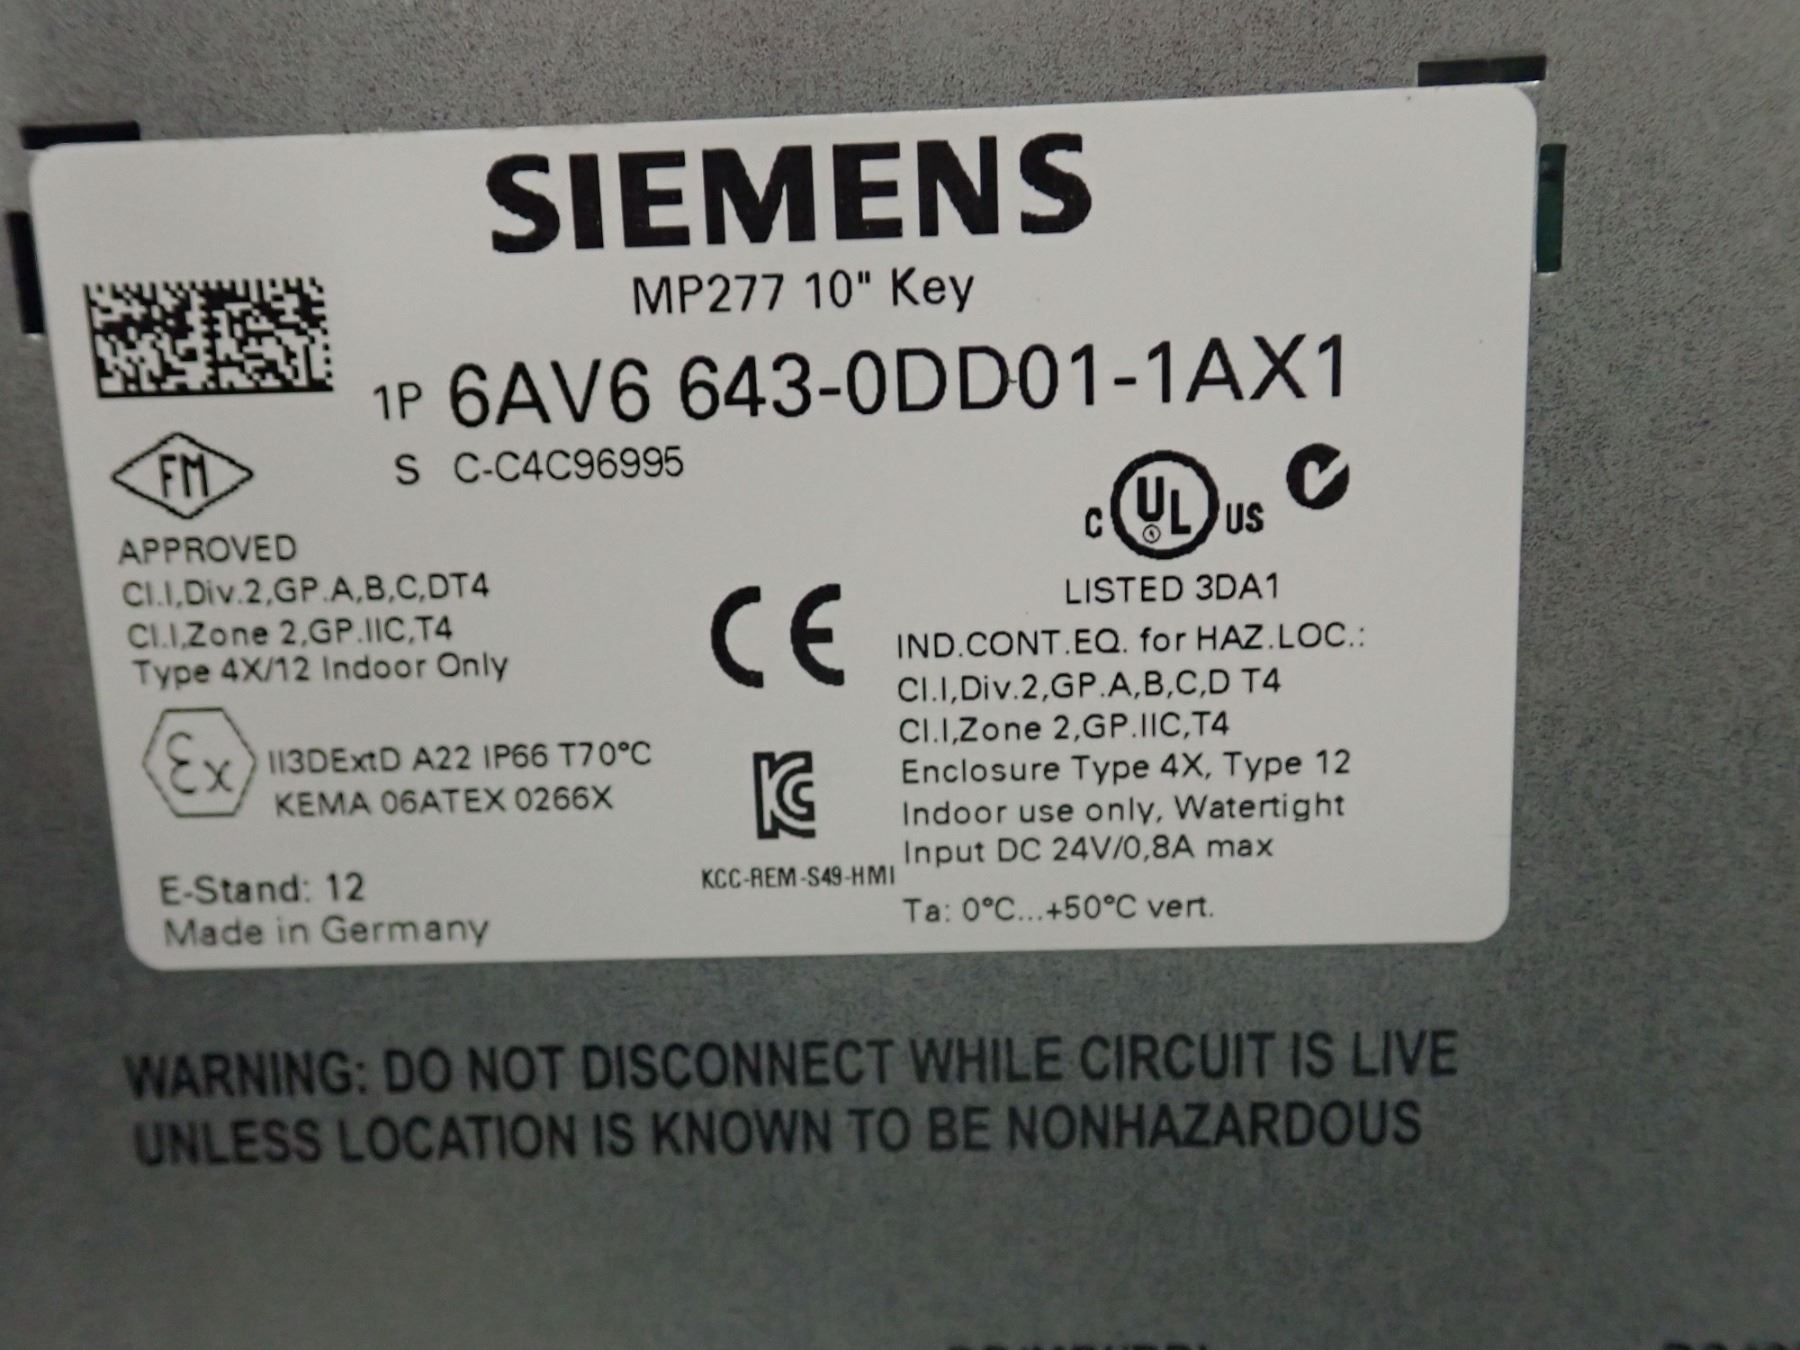 SIEMENS
MP277 10" Key
1P 6AV6 643-0DD01-1AX1
S C-C4C96995
FM
APPROVED
Cl.I,Div.2,GP.A,B,C,DT4
Cl.I,Zone 2,GP.IIC,T4
Type 4X/12 Indoor Only
Ex II3DExtD A22 IP66 T70°C
KEMA 06ATEX 0266X
E-Stand: 12
Made in Germany
CE
KCC-REM-S49-HMI
C UL US
LISTED 3DA1
IND.CONT.EQ. for HAZ.LOC.:
Cl.I,Div.2,GP.A,B,C,D T4
Cl.I,Zone 2,GP.IIC,T4
Enclosure Type 4X, Type 12
Indoor use only, Watertight
Input DC 24V/0,8A max
Ta: 0°C...+50°C vert.
WARNING: DO NOT DISCONNECT WHILE CIRCUIT IS LIVE
UNLESS LOCATION IS KNOWN TO BE NONHAZARDOUS